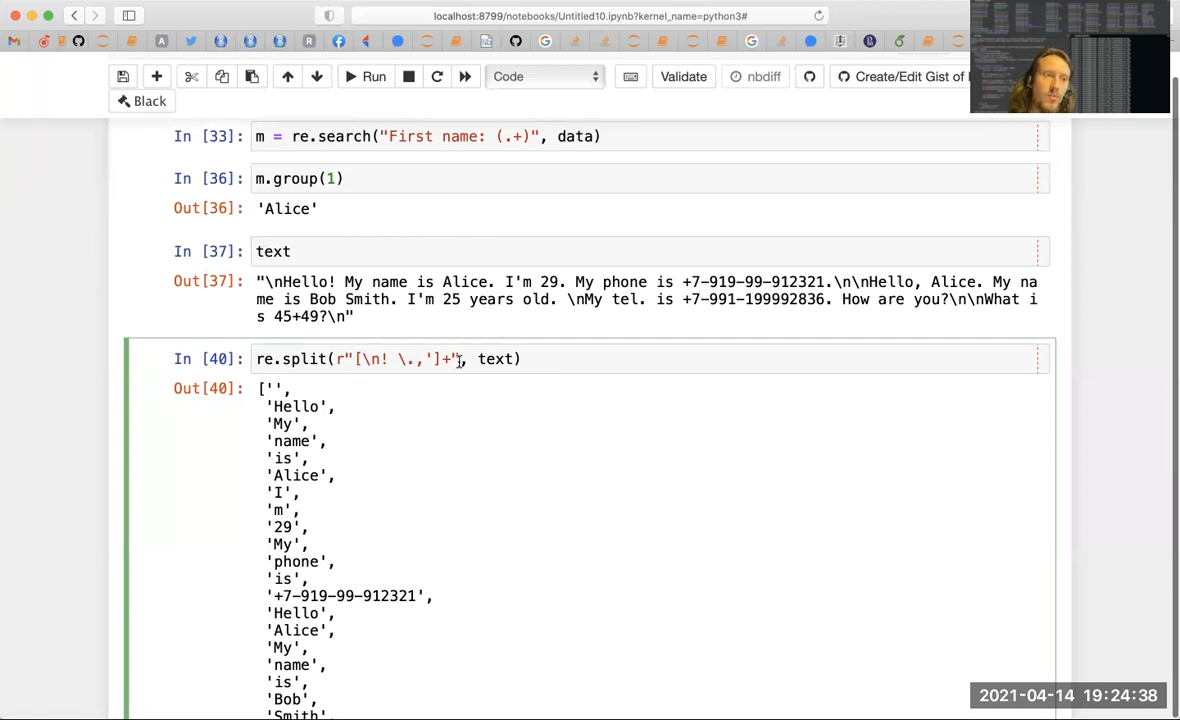 localhost:8799/notebooks/Untitled10.ipynb?kernel_name=python3#
Run
Code
Validate
nbdiff
Create/Edit Gist of
Black
In [33]: m = re.search("First name: (.+)", data)
In [36]: m.group(1)
Out[36]: 'Alice'
In [37]: text
Out[37]: "\nHello! My name is Alice. I'm 29. My phone is +7-919-99-912321.\n\nHello, Alice. My na
me is Bob Smith. I'm 25 years old. \nMy tel. is +7-991-199992836. How are you?\n\nWhat i
s 45+49?\n"
In [40]: re.split(r"[\n! \.,']+", text)
Out[40]: ['',
'Hello',
'My',
'name',
'is',
'Alice',
'I',
'm',
'29',
'My',
'phone',
'is',
'+7-919-99-912321',
'Hello',
'Alice',
'My',
'name',
'is',
'Bob',
'Smith',
2021-04-14 19:24:38